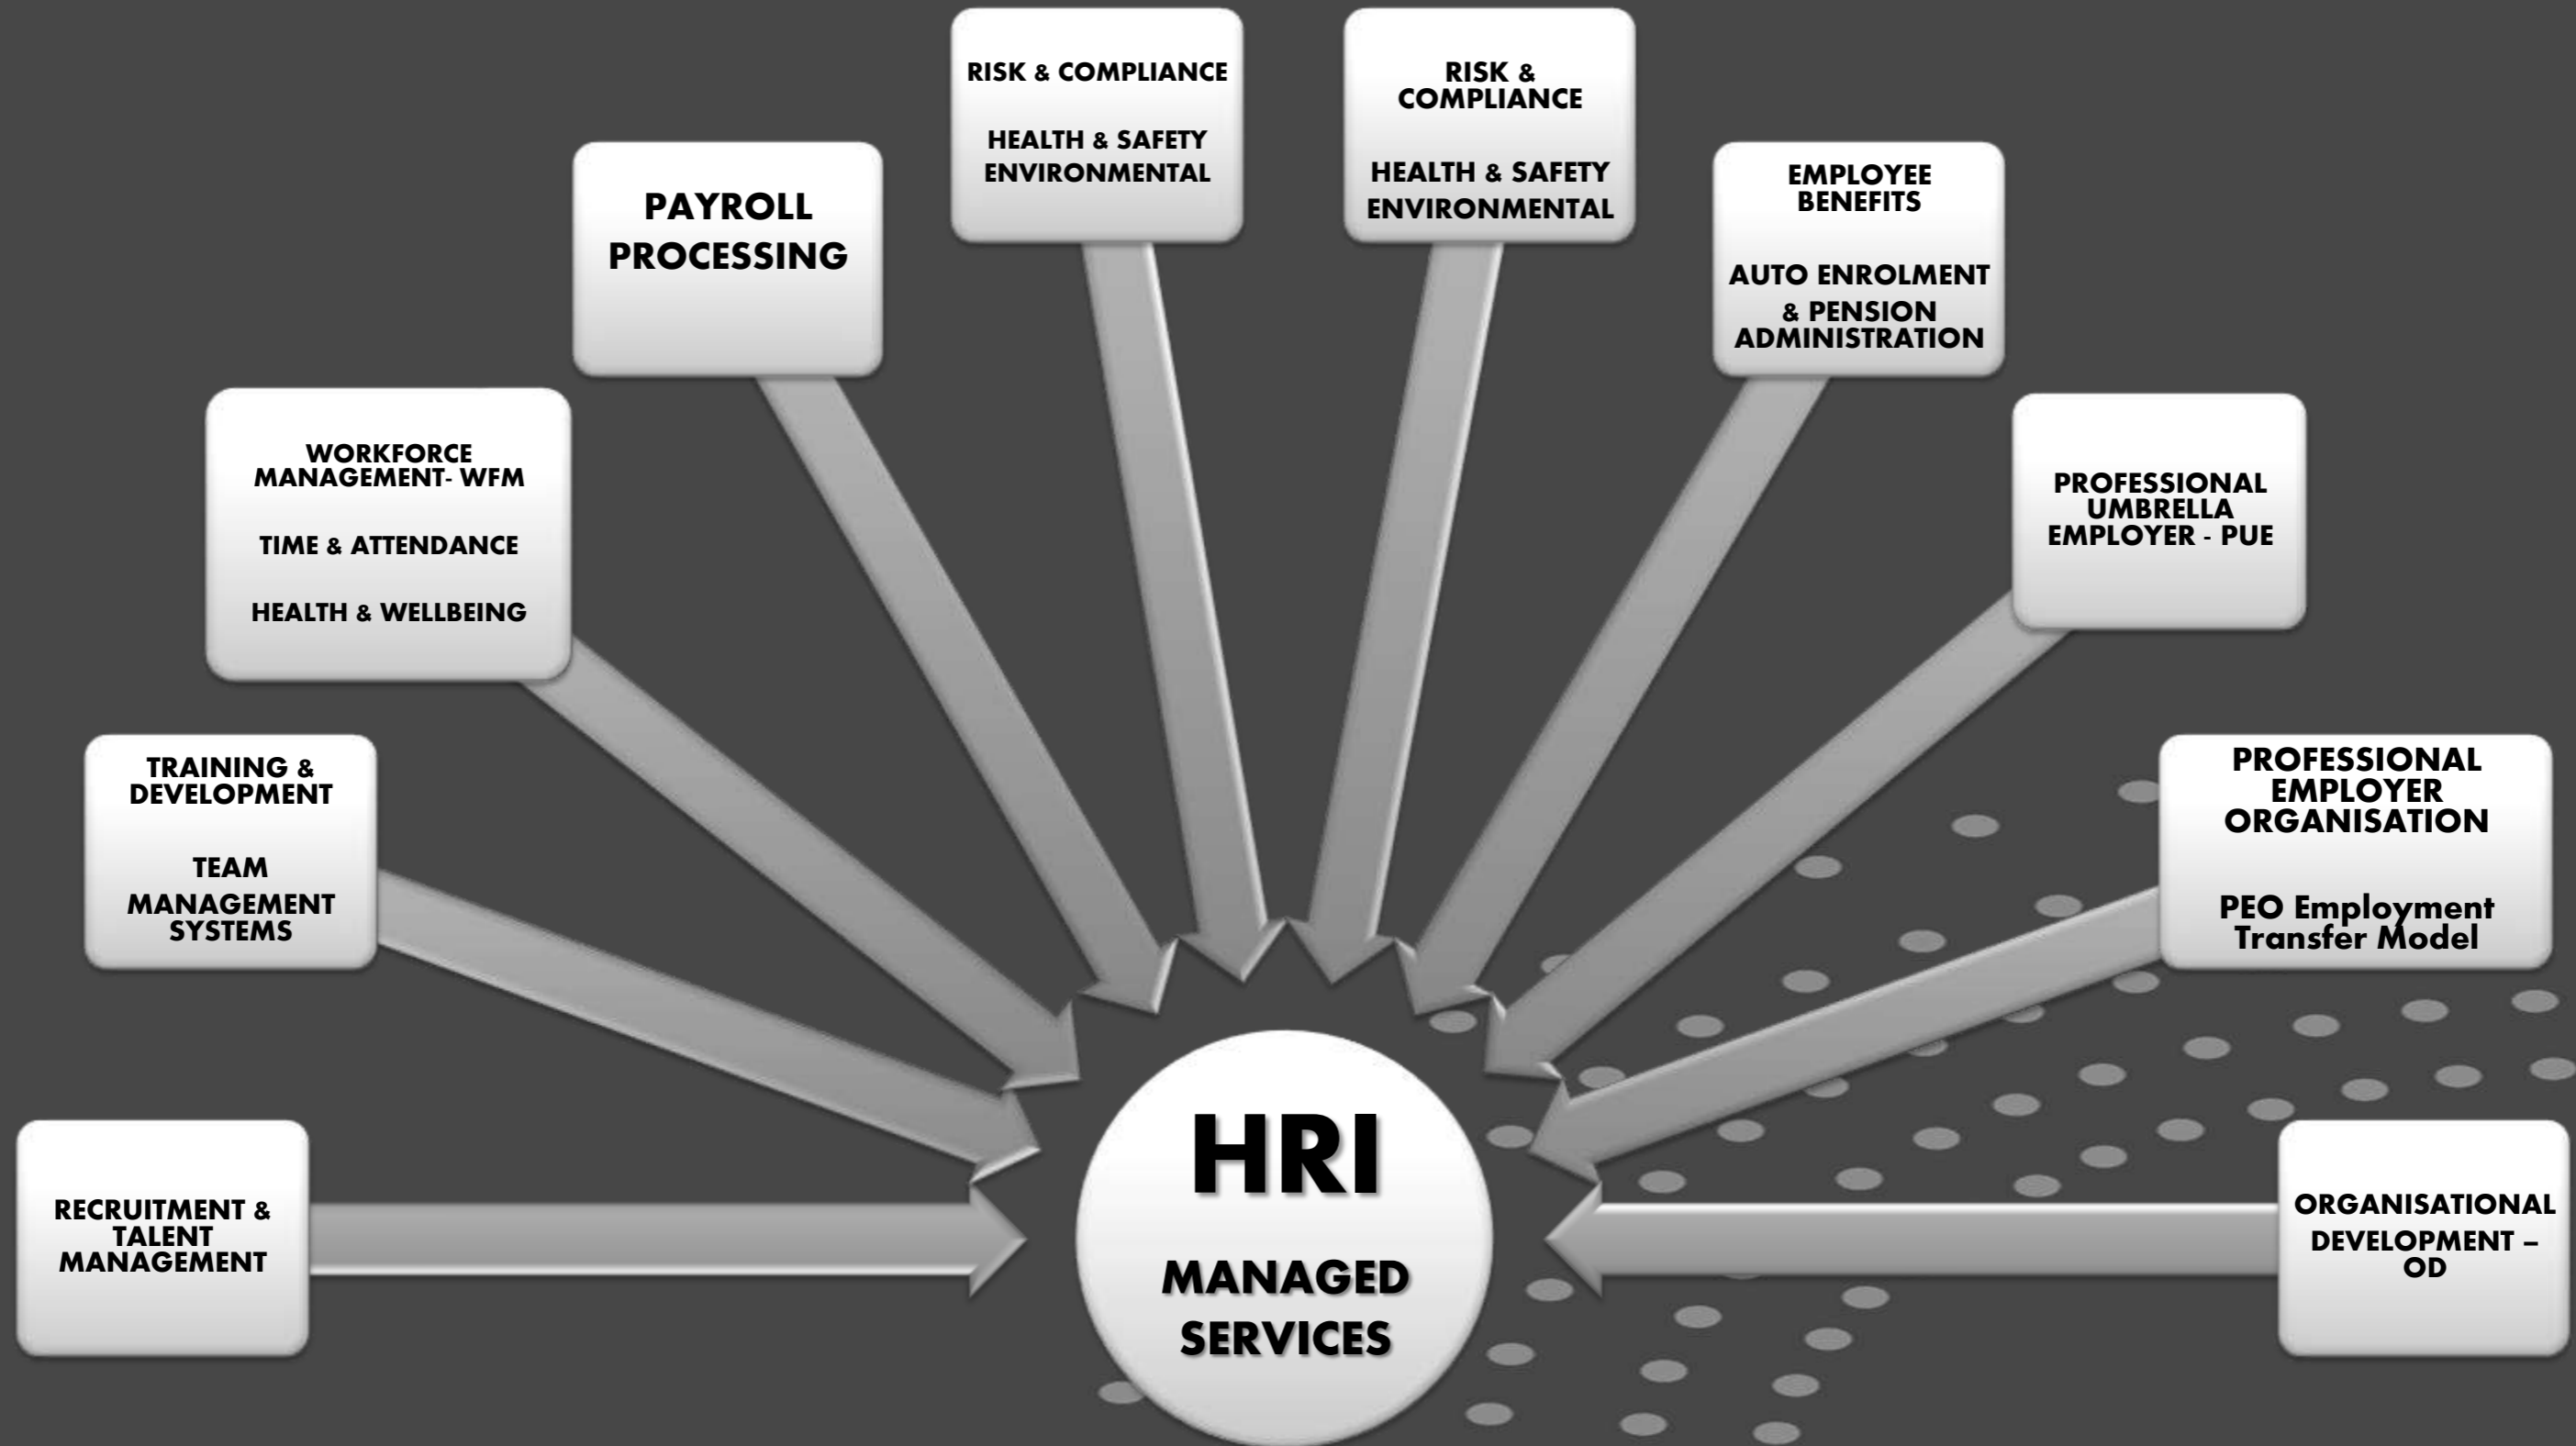 RISK & COMPLIANCE
HEALTH & SAFETY
ENVIRONMENTAL
RISK &
COMPLIANCE
HEALTH & SAFETY
ENVIRONMENTAL
PAYROLL
PROCESSING
EMPLOYEE
BENEFITS
AUTO ENROLMENT
& PENSION
ADMINISTRATION
WORKFORCE
MANAGEMENT- WFM
TIME & ATTENDANCE
HEALTH & WELLBEING
PROFESSIONAL
UMBRELLA
EMPLOYER - PUE
TRAINING &
DEVELOPMENT
TEAM
MANAGEMENT
SYSTEMS
PROFESSIONAL
EMPLOYER
ORGANISATION
PEO Employment
Transfer Model
RECRUITMENT &
TALENT
MANAGEMENT
HRI
MANAGED
SERVICES
ORGANISATIONAL
DEVELOPMENT –
OD